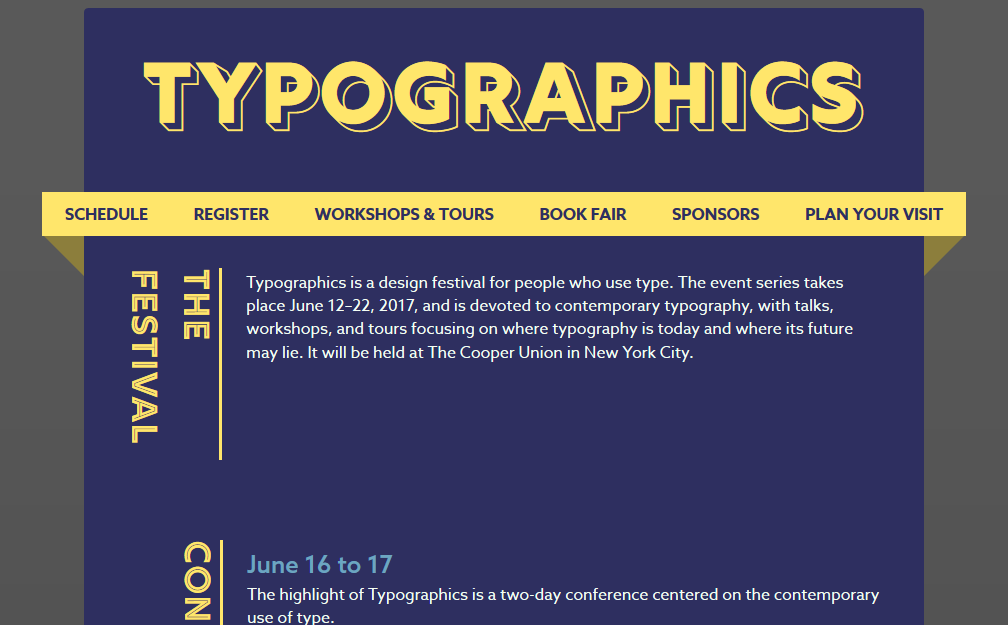 TYPOGRAPHICS
SCHEDULE REGISTER WORKSHOPS & TOURS BOOK FAIR SPONSORS PLAN YOUR VISIT
THE
FESTIVAL
Typographics is a design festival for people who use type. The event series takes
place June 12–22, 2017, and is devoted to contemporary typography, with talks,
workshops, and tours focusing on where typography is today and where its future
may lie. It will be held at The Cooper Union in New York City.
CON
June 16 to 17
The highlight of Typographics is a two-day conference centered on the contemporary
use of type.